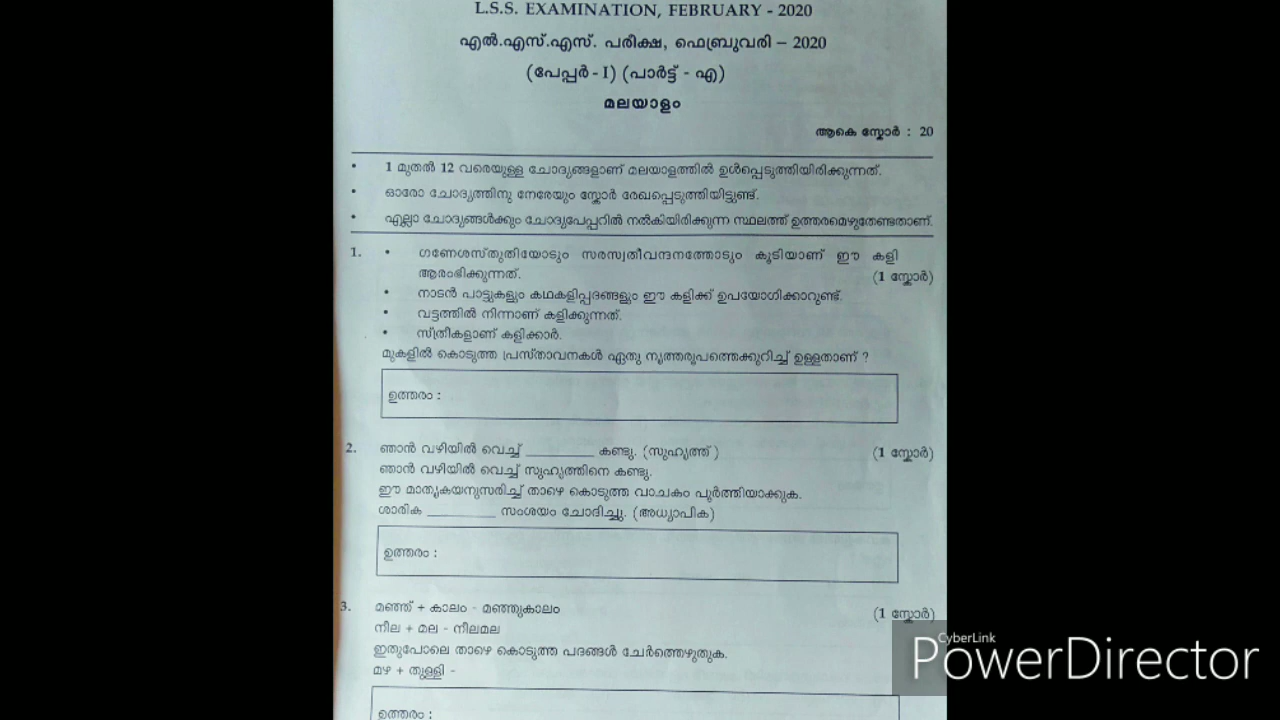 L.S.S. EXAMINATION, FEBRUARY - 2020
എൽ.എസ്.എസ്. പരീക്ഷ, ഫെബ്രുവരി – 2020
(പേപ്പർ - I) (പാർട്ട് - എ)
മലയാളം
ആകെ സ്കോർ : 20
• 1 മുതൽ 12 വരെയുള്ള ചോദ്യങ്ങളാണ് മലയാളത്തിൽ ഉൾപ്പെടുത്തിയിരിക്കുന്നത്.
• ഓരോ ചോദ്യത്തിനു നേരേയും സ്കോർ രേഖപ്പെടുത്തിയിട്ടുണ്ട്.
• എല്ലാ ചോദ്യങ്ങൾക്കും ചോദ്യപേപ്പറിൽ നൽകിയിരിക്കുന്ന സ്ഥലത്ത് ഉത്തരമെഴുതേണ്ടതാണ്.
1. • ഗണേശസ്തുതിയോടും സരസ്വതീവന്ദനത്തോടും കൂടിയാണ് ഈ കളി
ആരംഭിക്കുന്നത്. (1 സ്കോർ)
• നാടൻ പാട്ടുകളും കഥകളിപ്പദങ്ങളും ഈ കളിക്ക് ഉപയോഗിക്കാറുണ്ട്.
• വട്ടത്തിൽ നിന്നാണ് കളിക്കുന്നത്.
• സ്ത്രീകളാണ് കളിക്കാർ.
മുകളിൽ കൊടുത്ത പ്രസ്താവനകൾ ഏതു നൃത്തരൂപത്തെക്കുറിച്ച് ഉള്ളതാണ് ?
ഉത്തരം :
2. ഞാൻ വഴിയിൽ വെച്ച് ________ കണ്ടു. (സുഹൃത്ത് ) (1 സ്കോർ)
ഞാൻ വഴിയിൽ വെച്ച് സുഹൃത്തിനെ കണ്ടു.
ഈ മാതൃകയനുസരിച്ച് താഴെ കൊടുത്ത വാചകം പൂർത്തിയാക്കുക.
ശാരിക ________ സംശയം ചോദിച്ചു. (അധ്യാപിക)
ഉത്തരം :
3. മഞ്ഞ് + കാലം - മഞ്ഞുകാലം (1 സ്കോർ)
നീല + മല - നീലമല
ഇതുപോലെ താഴെ കൊടുത്ത പദങ്ങൾ ചേർത്തെഴുതുക.
മഴ + തുള്ളി -
ഉത്തരം :
CyberLink
PowerDirector